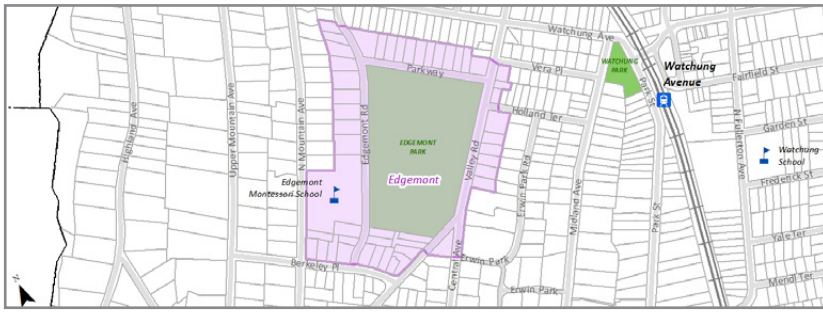 Watchung Ave
Parkway
Vera Pl
WATCHUNG
PARK
Watchung
Avenue
Fairfield St
Park St
Highland Ave
Upper Mountain Ave
N Mountain Ave
Edgemont Rd
EDGEMONT
PARK
Holland Ter
N Fullerton Ave
Garden St
Valley Rd
Edgemont
Edgemont
Montessori School
Erwin Park Rd
Midland Ave
Watchung
School
Frederick St
Park St
Yale Ter
Berkeley Pl
Central Ave
Erwin Park
Erwin Park
Mendl Ter
N